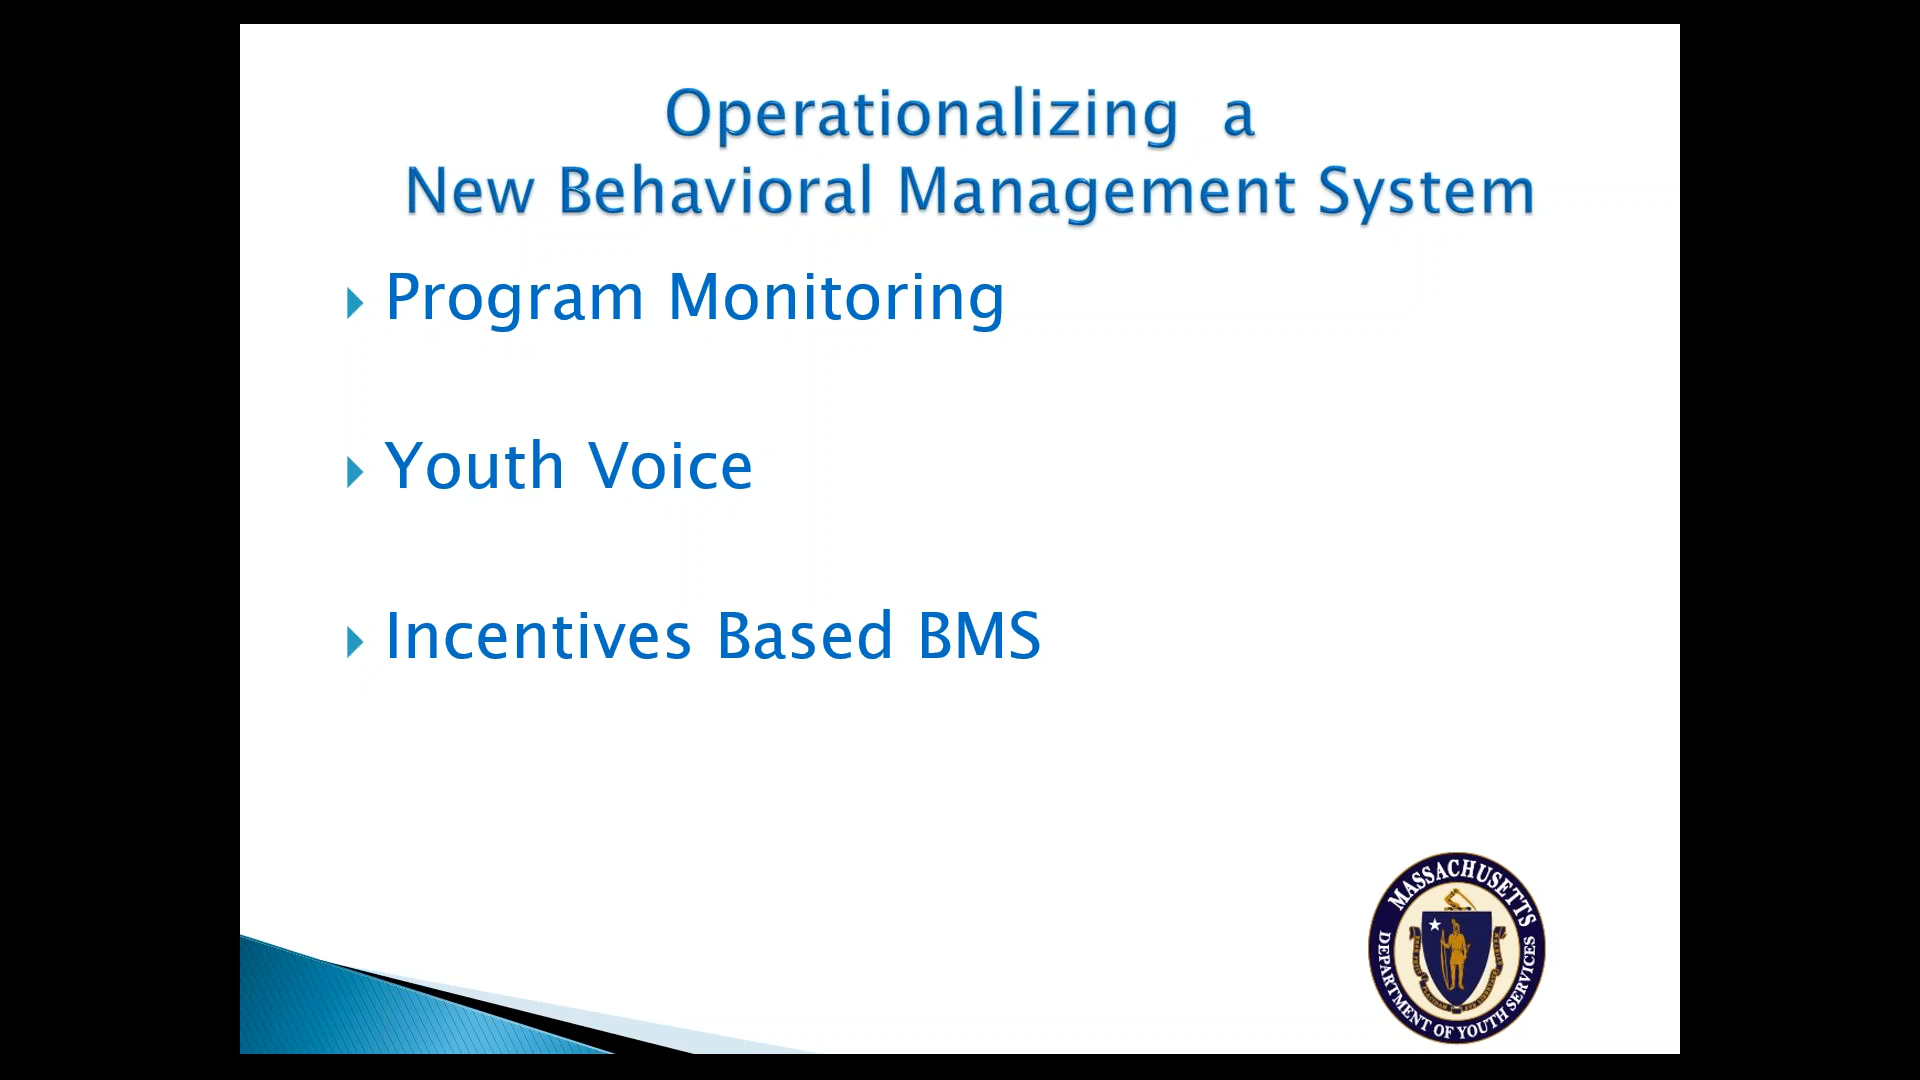 Operationalizing a
New Behavioral Management System
Program Monitoring
Youth Voice
Incentives Based BMS
MASSACHUSETTS
DEPARTMENT OF YOUTH SERVICES